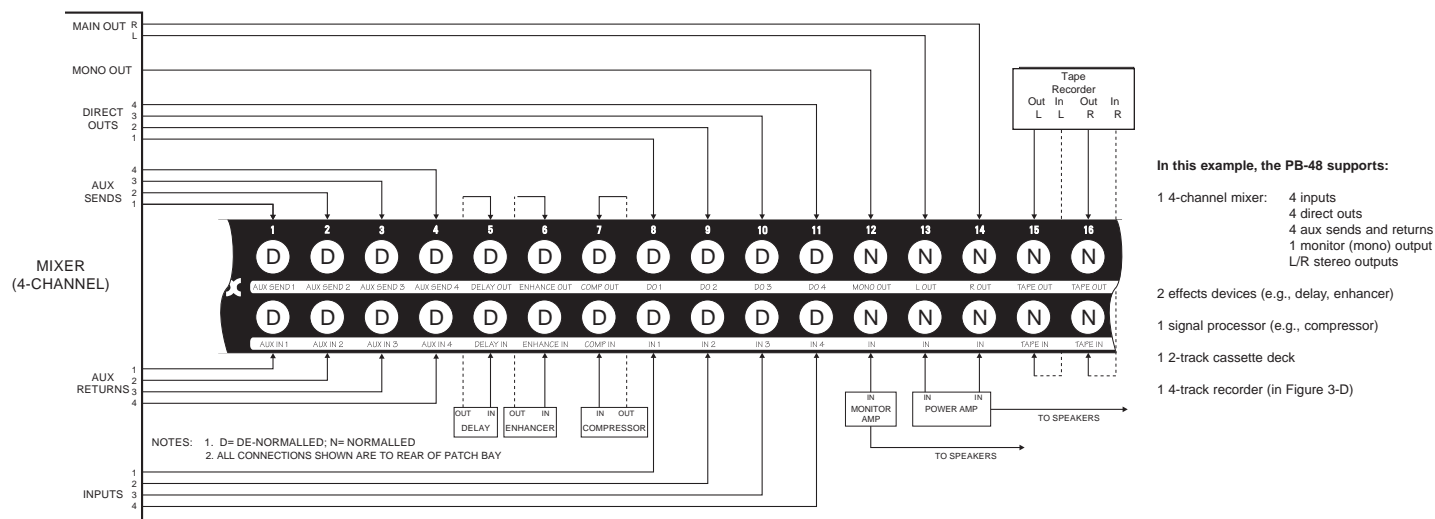 MAIN OUT R
L
MONO OUT
DIRECT OUTS
4
3
2
1
AUX SENDS
4
3
2
1
Tape
Recorder
Out In Out In
L L R R
In this example, the PB-48 supports:
1 4-channel mixer: 4 inputs
4 direct outs
4 aux sends and returns
1 monitor (mono) output
L/R stereo outputs
2 effects devices (e.g., delay, enhancer)
1 signal processor (e.g., compressor)
1 2-track cassette deck
1 4-track recorder (in Figure 3-D)
MIXER
(4-CHANNEL)
1 2 3 4 5 6 7 8 9 10 11 12 13 14 15 16
D D D D D D D D D D D N N N N N
AUX SEND 1 AUX SEND 2 AUX SEND 3 AUX SEND 4 DELAY OUT ENHANCE OUT COMP OUT DO 1 DO 2 DO 3 DO 4 MONO OUT L OUT R OUT TAPE OUT TAPE OUT
D D D D D D D D D D D N N N N N
AUX IN 1 AUX IN 2 AUX IN 3 AUX IN 4 DELAY IN ENHANCE IN COMP IN IN 1 IN 2 IN 3 IN 4 IN IN IN TAPE IN TAPE IN
AUX
RETURNS
1
2
3
4
OUT IN
DELAY
OUT IN
ENHANCER
IN OUT
COMPRESSOR
IN
MONITOR
AMP
IN IN
POWER AMP
TO SPEAKERS
TO SPEAKERS
NOTES: 1. D= DE-NORMALLED; N= NORMALLED
2. ALL CONNECTIONS SHOWN ARE TO REAR OF PATCH BAY
INPUTS
1
2
3
4